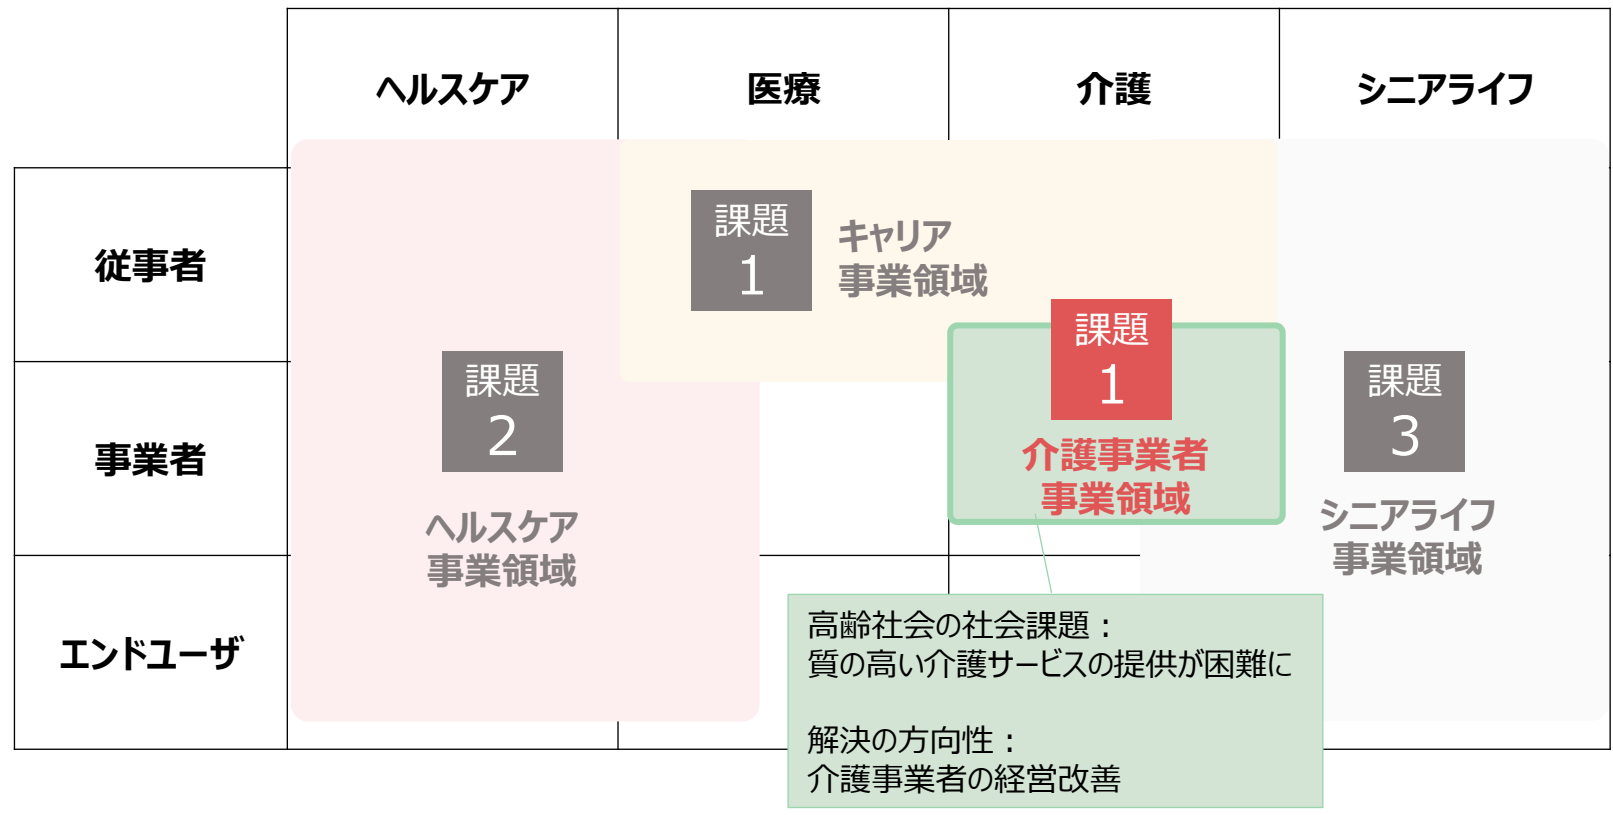 ヘルスケア
医療
介護
シニアライフ
従事者
課題
1
キャリア
事業領域
事業者
課題
2
ヘルスケア
事業領域
課題
1
介護事業者
事業領域
課題
3
シニアライフ
事業領域
エンドユーザ
高齢社会の社会課題：
質の高い介護サービスの提供が困難に
解決の方向性：
介護事業者の経営改善